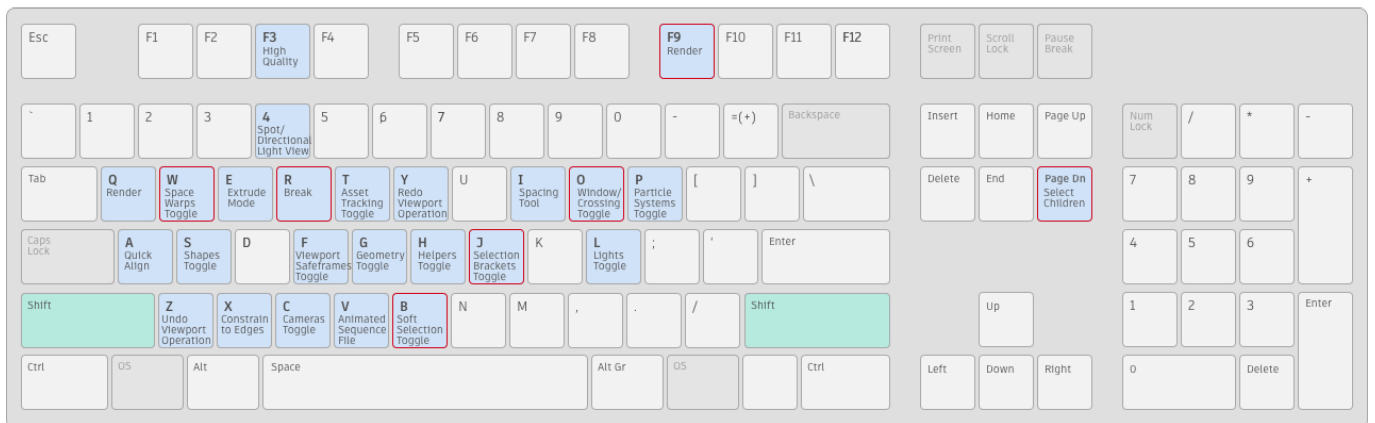 Esc
F1
F2
F3
High
Quality
F4
F5
F6
F7
F8
F9
Render
F10
F11
F12
Print
Screen
Scroll
Lock
Pause
Break
`
1
2
3
4
Spot/
Directional
Light View
5
6
7
8
9
0
-
=(+)
Backspace
Insert
Home
Page Up
Num
Lock
/
*
-
Tab
Q
Render
W
Space
Warps
Toggle
E
Extrude
Mode
R
Break
T
Asset
Tracking
Toggle
Y
Redo
Viewport
Operation
U
I
Spacing
Tool
O
Window/
Crossing
Toggle
P
Particle
Systems
Toggle
[
]
\
Delete
End
Page Dn
Select
Children
7
8
9
+
Caps
Lock
A
Quick
Align
S
Shapes
Toggle
D
F
Viewport
Safeframes
Toggle
G
Geometry
Toggle
H
Helpers
Toggle
J
Selection
Brackets
Toggle
K
L
Lights
Toggle
;
'
Enter
4
5
6
Shift
Z
Undo
Viewport
Operation
X
Constrain
to Edges
C
Cameras
Toggle
V
Animated
Sequence
File
B
Soft
Selection
Toggle
N
M
,
.
/
Shift
Up
1
2
3
Enter
Ctrl
OS
Alt
Space
Alt Gr
OS
Ctrl
Left
Down
Right
0
Delete